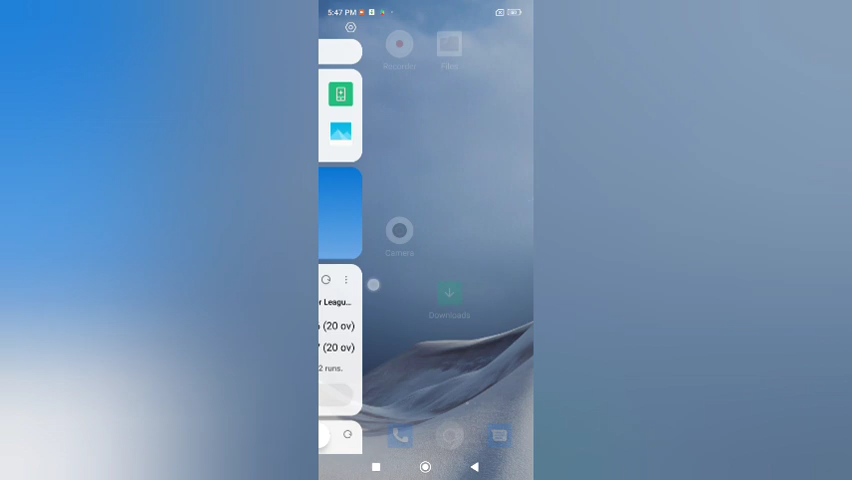 5:47 PM
Recorder
Files
Camera
r Leagu...
(20 ov)
(20 ov)
2 runs.
Downloads